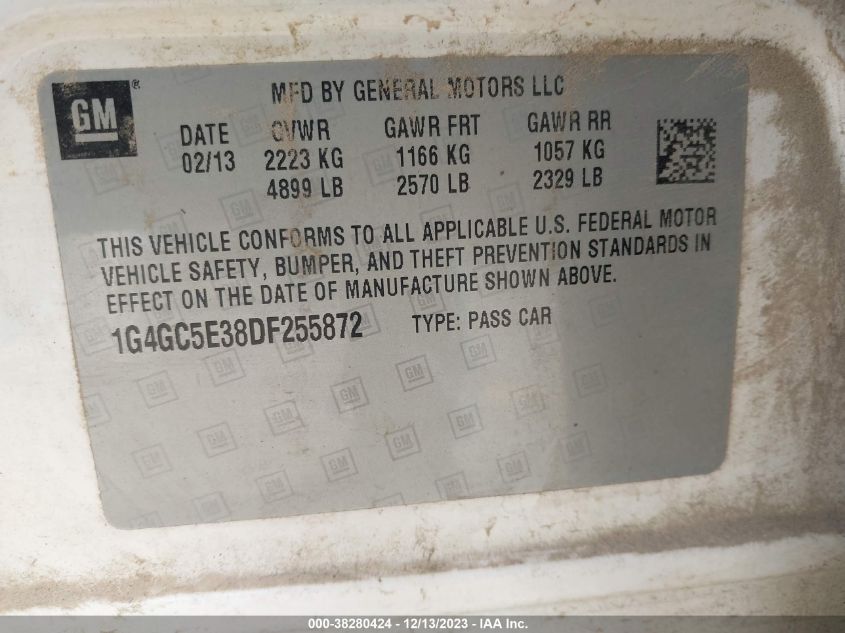 GM ®
MFD BY GENERAL MOTORS LLC
DATE GVWR GAWR FRT GAWR RR
02/13 2223 KG 1166 KG 1057 KG
4899 LB 2570 LB 2329 LB
THIS VEHICLE CONFORMS TO ALL APPLICABLE U.S. FEDERAL MOTOR
VEHICLE SAFETY, BUMPER, AND THEFT PREVENTION STANDARDS IN
EFFECT ON THE DATE OF MANUFACTURE SHOWN ABOVE.
1G4GC5E38DF255872 TYPE: PASS CAR
000-38280424 - 12/13/2023 - IAA Inc.